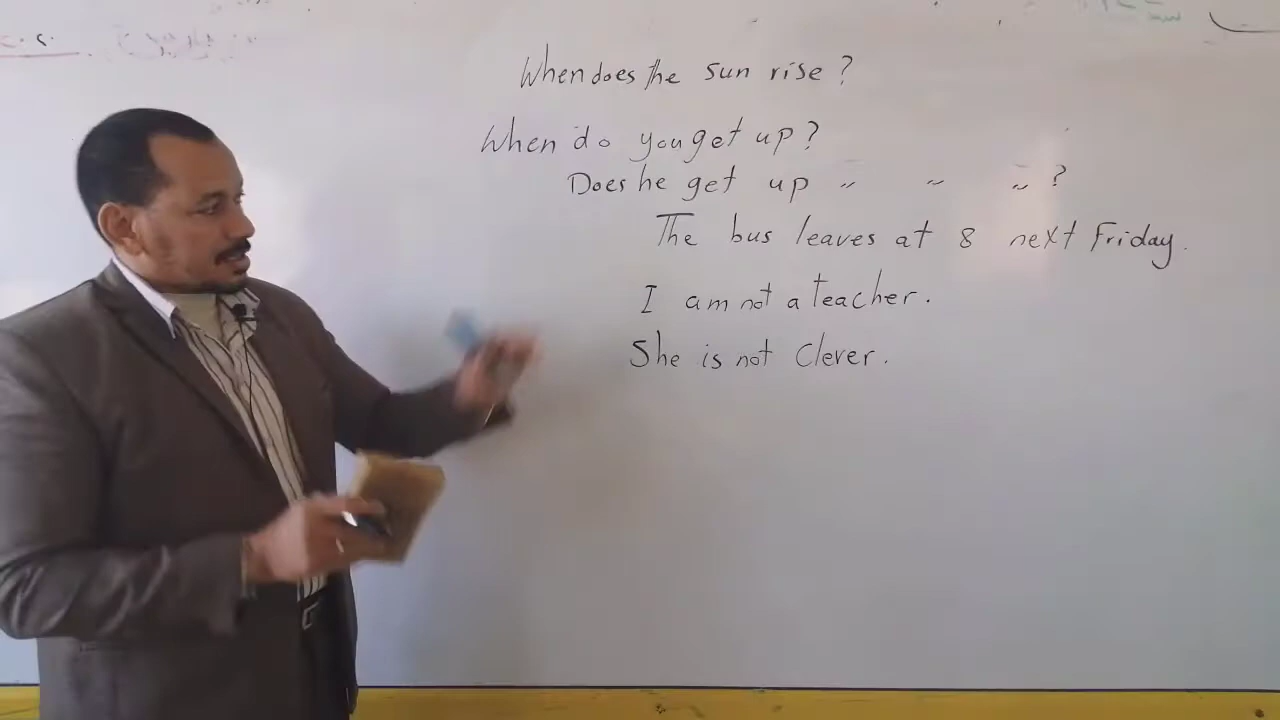 When does the sun rise ?
When do you get up ?
Does he get up " " " ?
The bus leaves at 8 next Friday.
I am not a teacher.
She is not Clever.